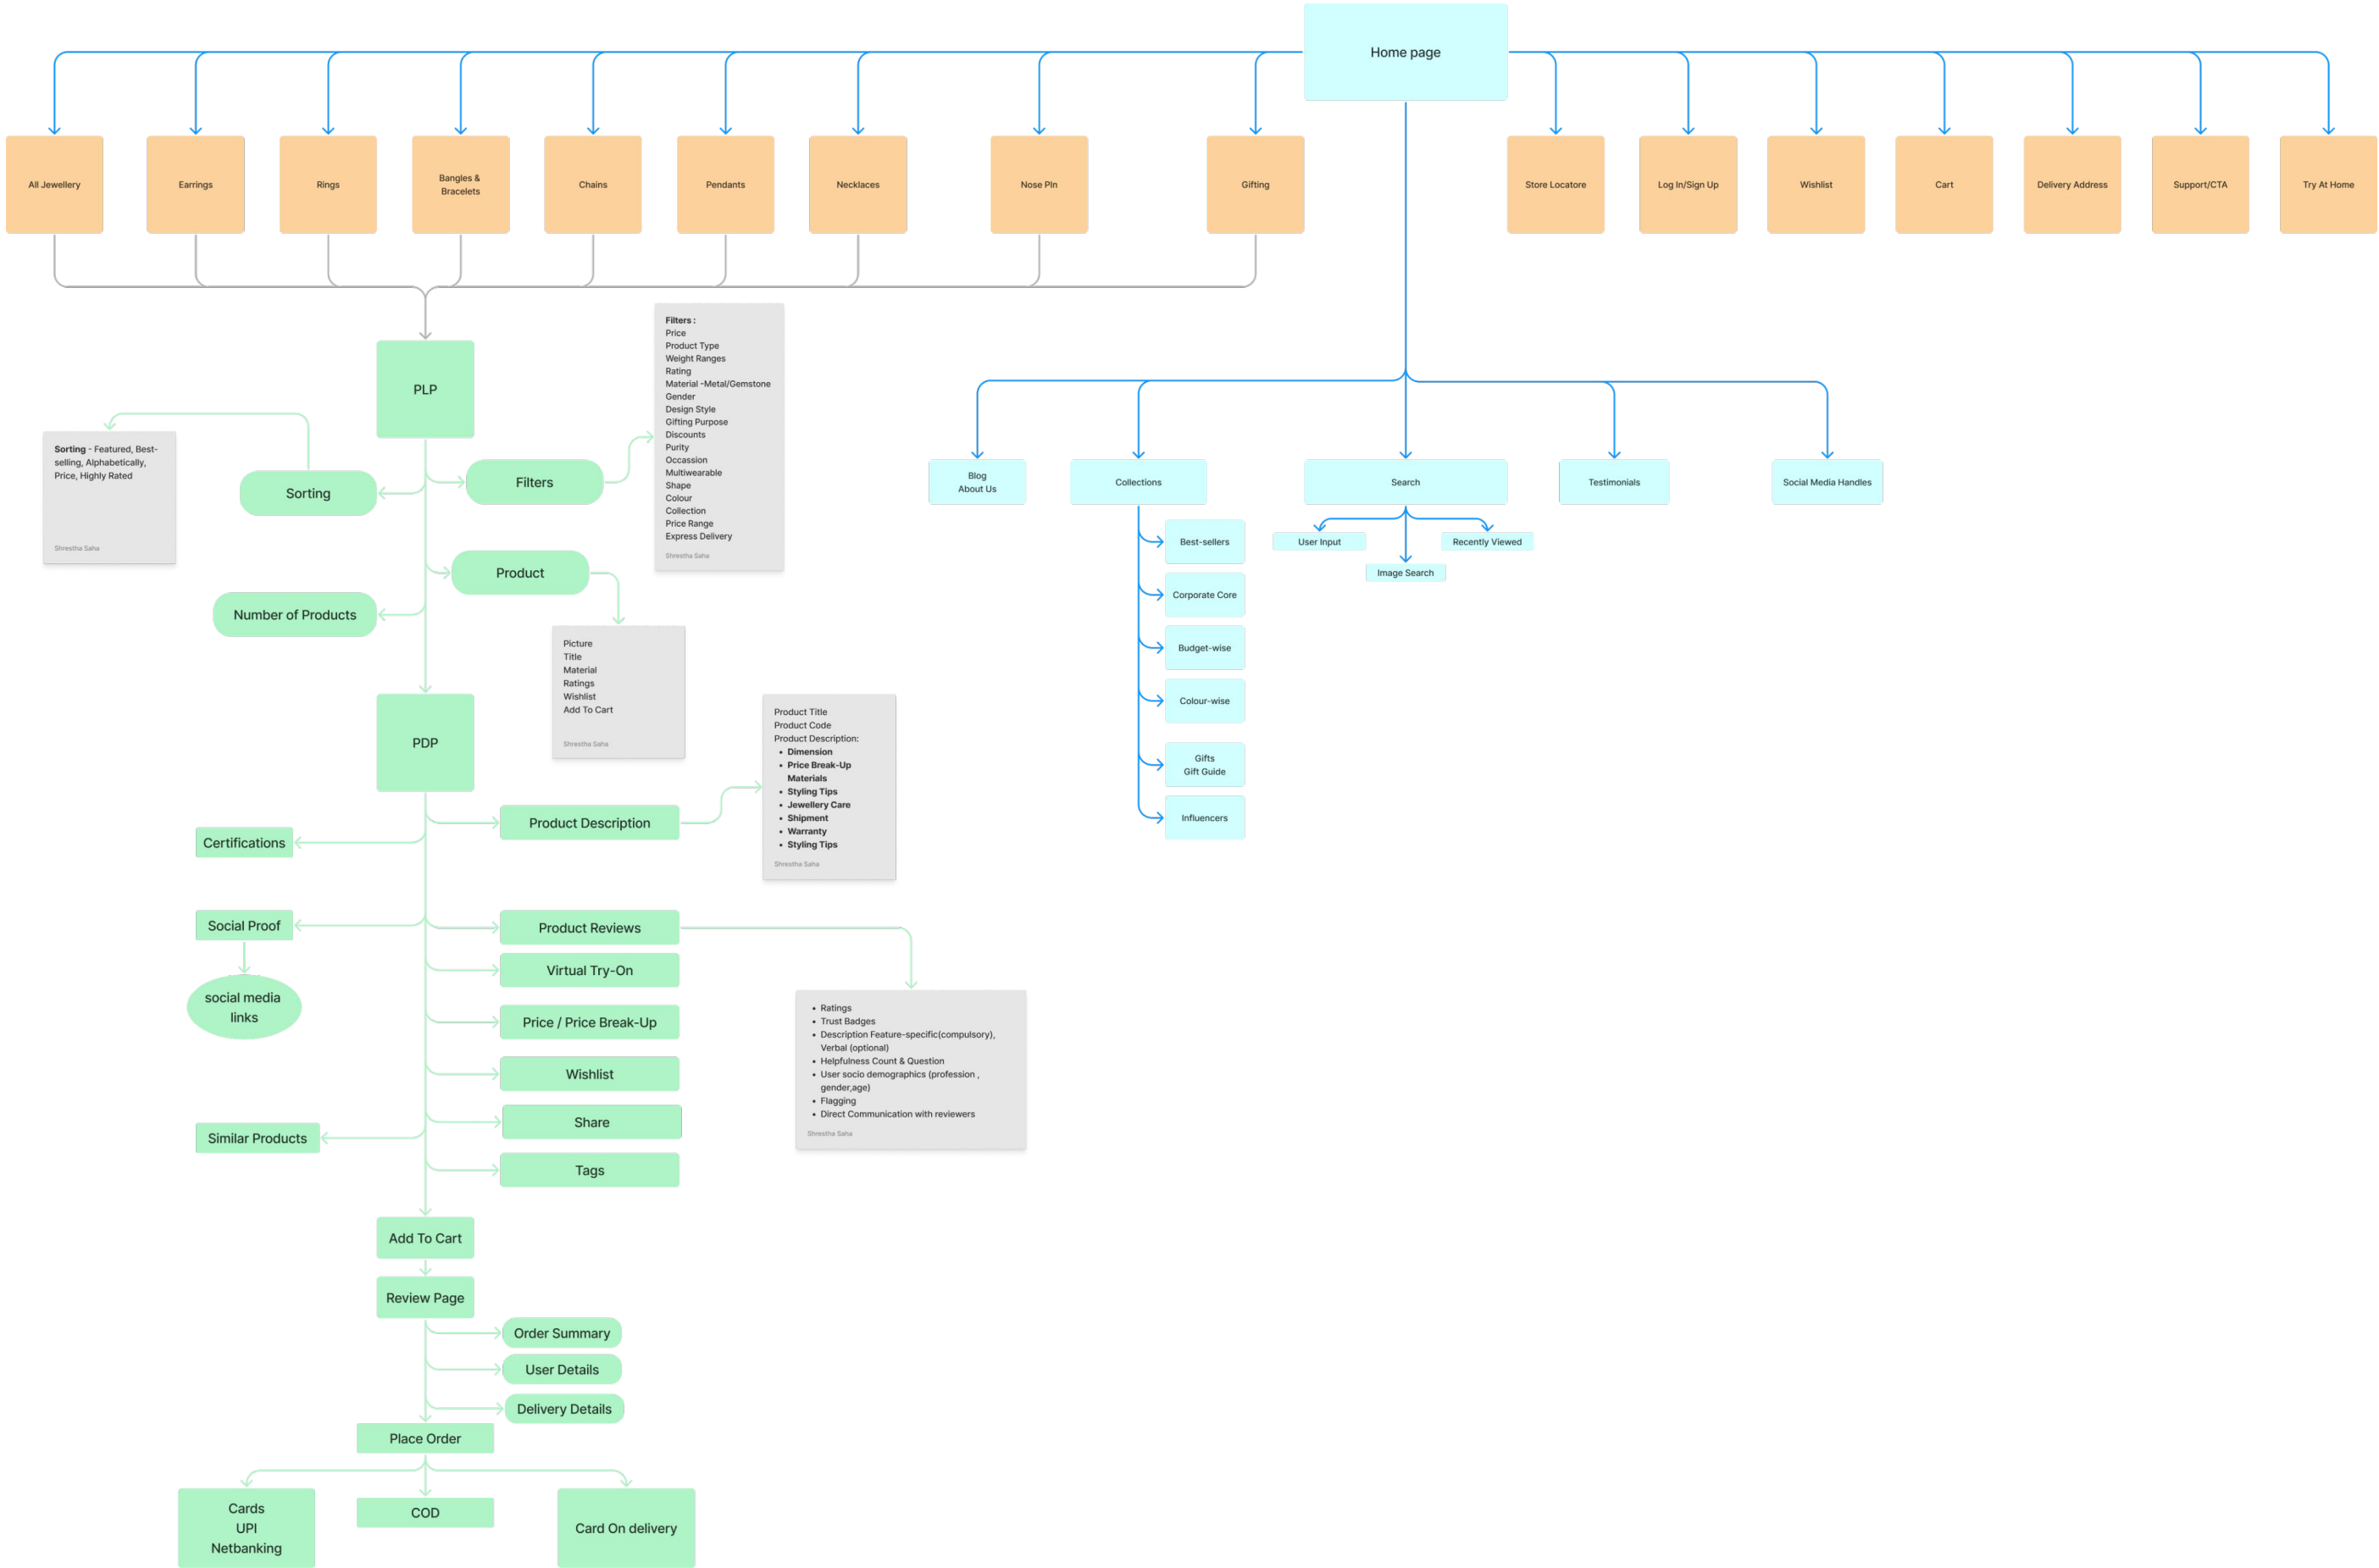 Home page
All Jewellery
Earrings
Rings
Bangles &
Bracelets
Chains
Pendants
Necklaces
Nose PIn
Gifting
Store Locatore
Log In/Sign Up
Wishlist
Cart
Delivery Address
Support/CTA
Try At Home
PLP
Sorting
Sorting - Featured, Best-
selling, Alphabetically,
Price, Highly Rated
Shrestha Saha
Filters
Filters :
Price
Product Type
Weight Ranges
Rating
Material -Metal/Gemstone
Gender
Design Style
Gifting Purpose
Discounts
Purity
Occassion
Multiwearable
Shape
Colour
Collection
Price Range
Express Delivery
Shrestha Saha
Product
Number of Products
Picture
Title
Material
Ratings
Wishlist
Add To Cart
Shrestha Saha
Blog
About Us
Collections
Search
Testimonials
Social Media Handles
Best-sellers
Corporate Core
Budget-wise
Colour-wise
Gifts
Gift Guide
Influencers
User Input
Recently Viewed
Image Search
PDP
Product Description
Product Title
Product Code
Product Description:
• Dimension
• Price Break-Up
Materials
• Styling Tips
• Jewellery Care
• Shipment
• Warranty
• Styling Tips
Shrestha Saha
Certifications
Social Proof
social media
links
Product Reviews
Virtual Try-On
Price / Price Break-Up
Wishlist
Share
Tags
Similar Products
• Ratings
• Trust Badges
• Description Feature-specific(compulsory),
Verbal (optional)
• Helpfulness Count & Question
• User socio demographics (profession ,
gender,age)
• Flagging
• Direct Communication with reviewers
Shrestha Saha
Add To Cart
Review Page
Order Summary
User Details
Delivery Details
Place Order
Cards
UPI
Netbanking
COD
Card On delivery